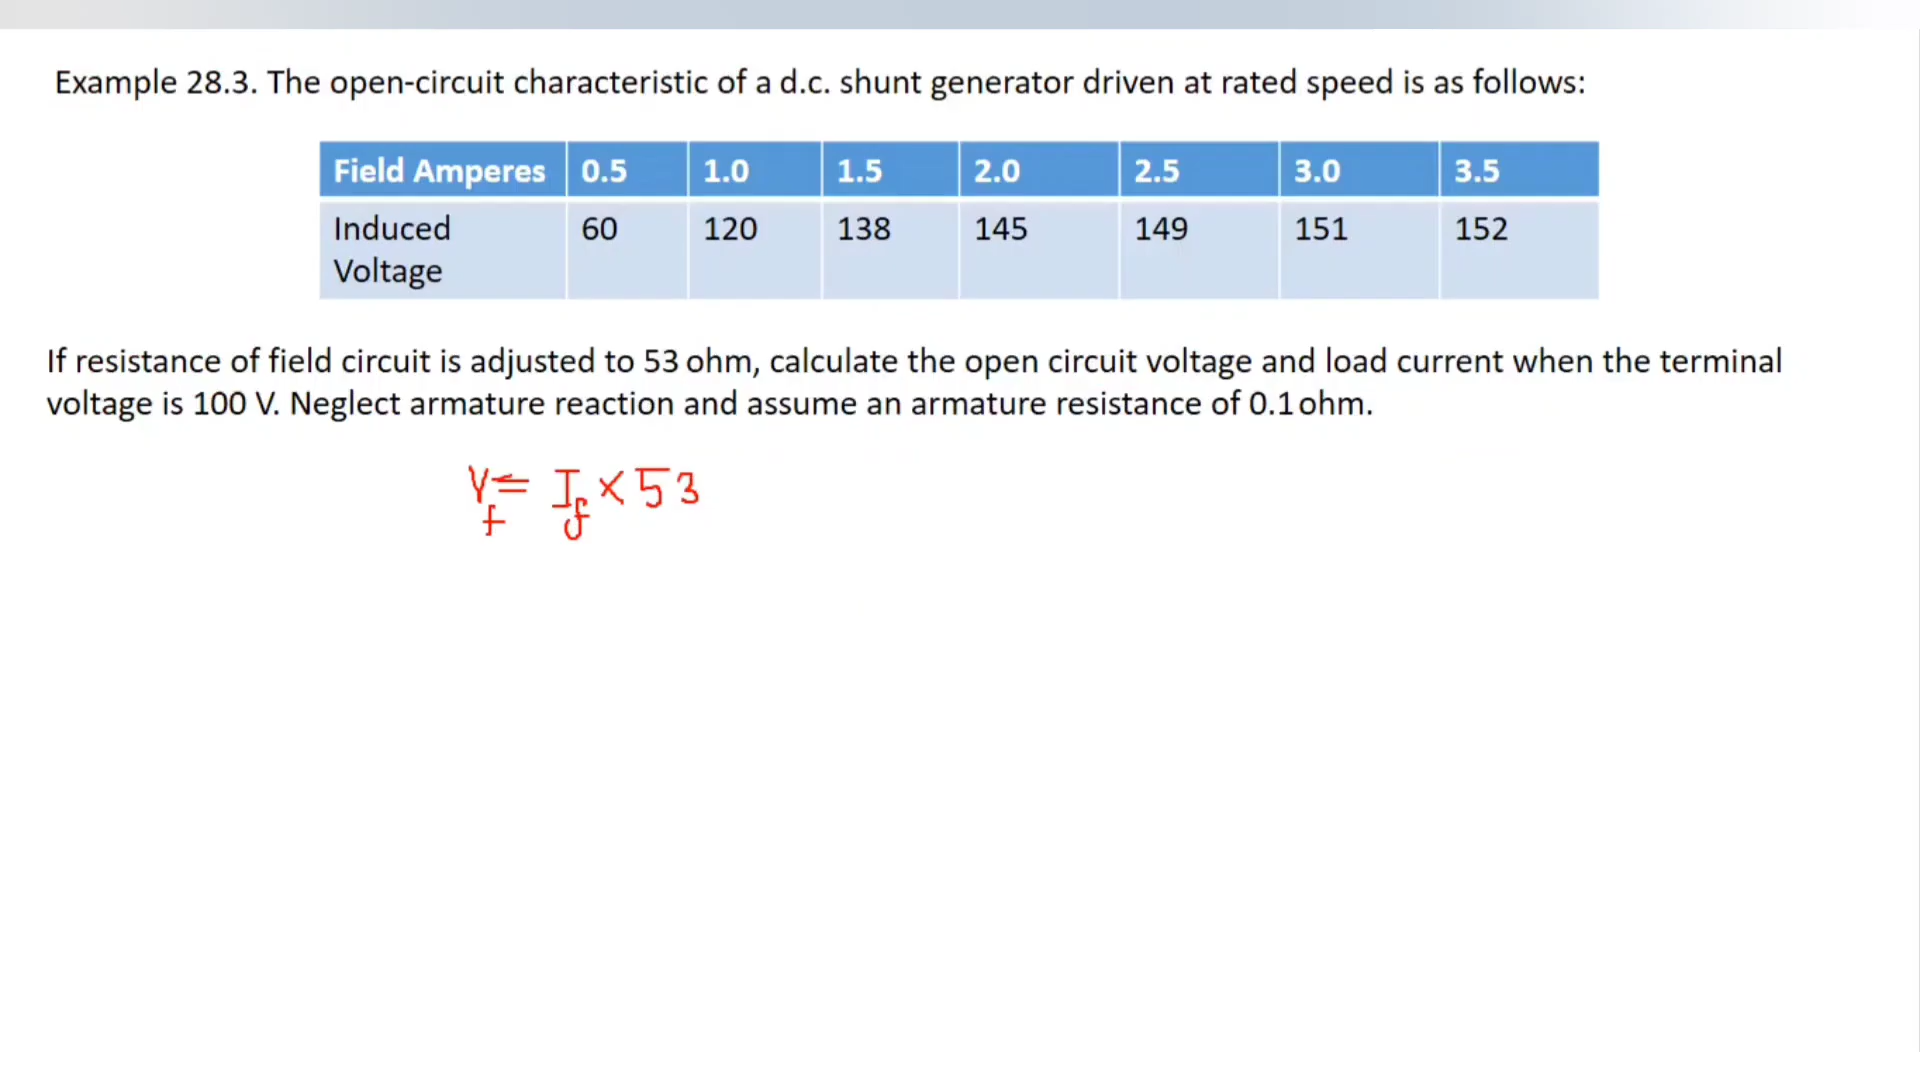 Example 28.3. The open-circuit characteristic of a d.c. shunt generator driven at rated speed is as follows:
Field Amperes 0.5 1.0 1.5 2.0 2.5 3.0 3.5
Induced 60 120 138 145 149 151 152
Voltage
If resistance of field circuit is adjusted to 53 ohm, calculate the open circuit voltage and load current when the terminal
voltage is 100 V. Neglect armature reaction and assume an armature resistance of 0.1 ohm.
V_f = I_f × 53